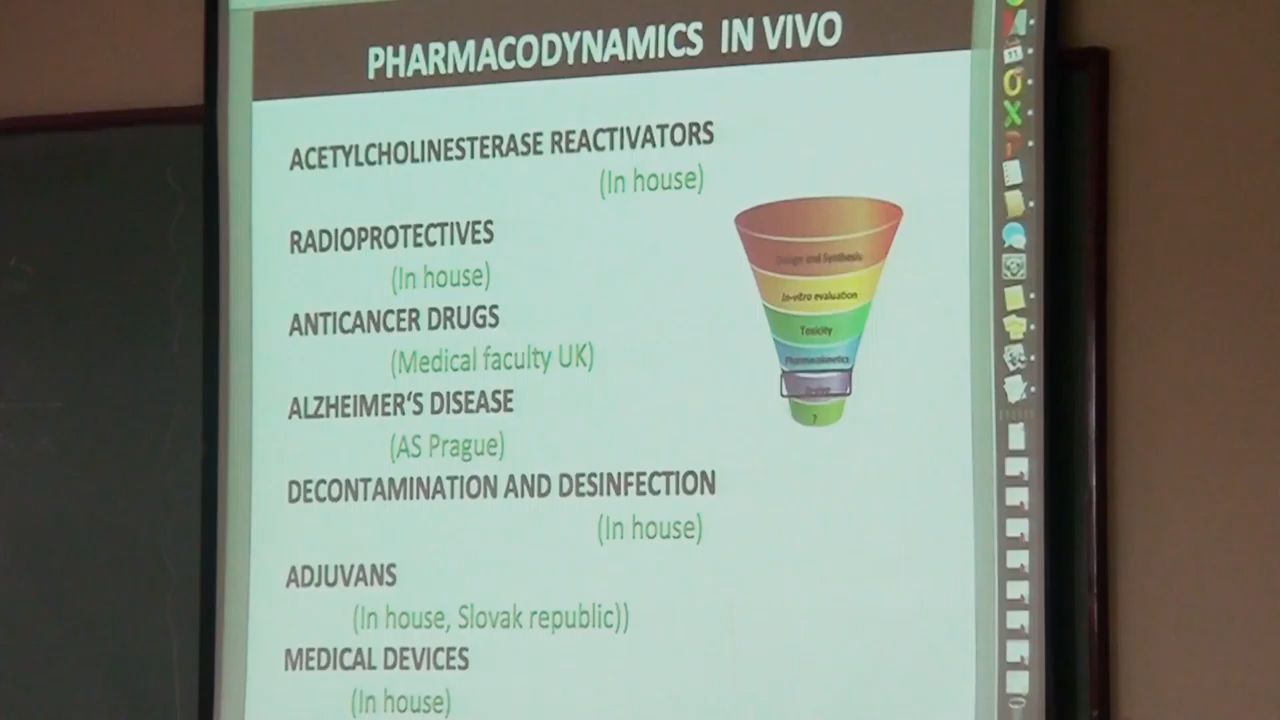 PHARMACODYNAMICS IN VIVO
ACETYLCHOLINESTERASE REACTIVATORS
(In house)
RADIOPROTECTIVES
(In house)
ANTICANCER DRUGS
(Medical faculty UK)
ALZHEIMER'S DISEASE
(AS Prague)
DECONTAMINATION AND DESINFECTION
(In house)
ADJUVANS
(In house, Slovak republic))
MEDICAL DEVICES
(In house)
Design and Synthesis
In-vitro evaluation
Toxicity
Pharmacokinetics
?
11